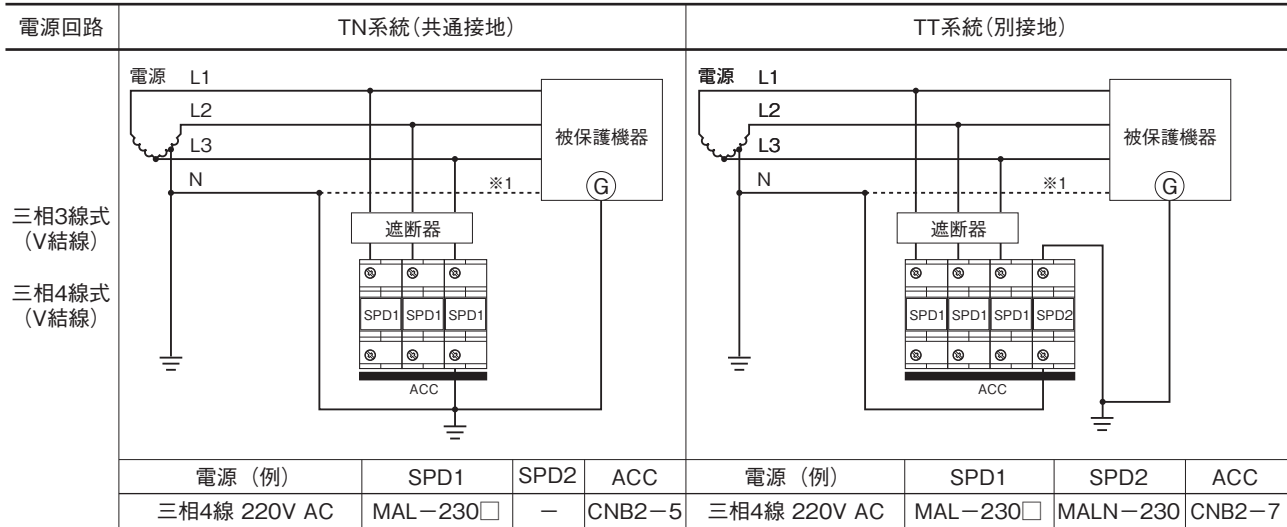 電源回路 TN系統（共通接地） TT系統（別接地）
三相3線式
（V結線）
三相4線式
（V結線）
電源 L1
L2
L3
N
※1
被保護機器
G
遮断器
SPD1 SPD1 SPD1
ACC
電源 L1
L2
L3
N
※1
被保護機器
G
遮断器
SPD1 SPD1 SPD1 SPD2
ACC
電源（例） SPD1 SPD2 ACC 電源（例） SPD1 SPD2 ACC
三相4線 220V AC MAL−230□ − CNB2−5 三相4線 220V AC MAL−230□ MALN−230 CNB2−7